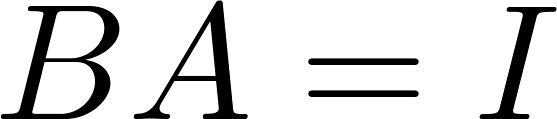 BA = I